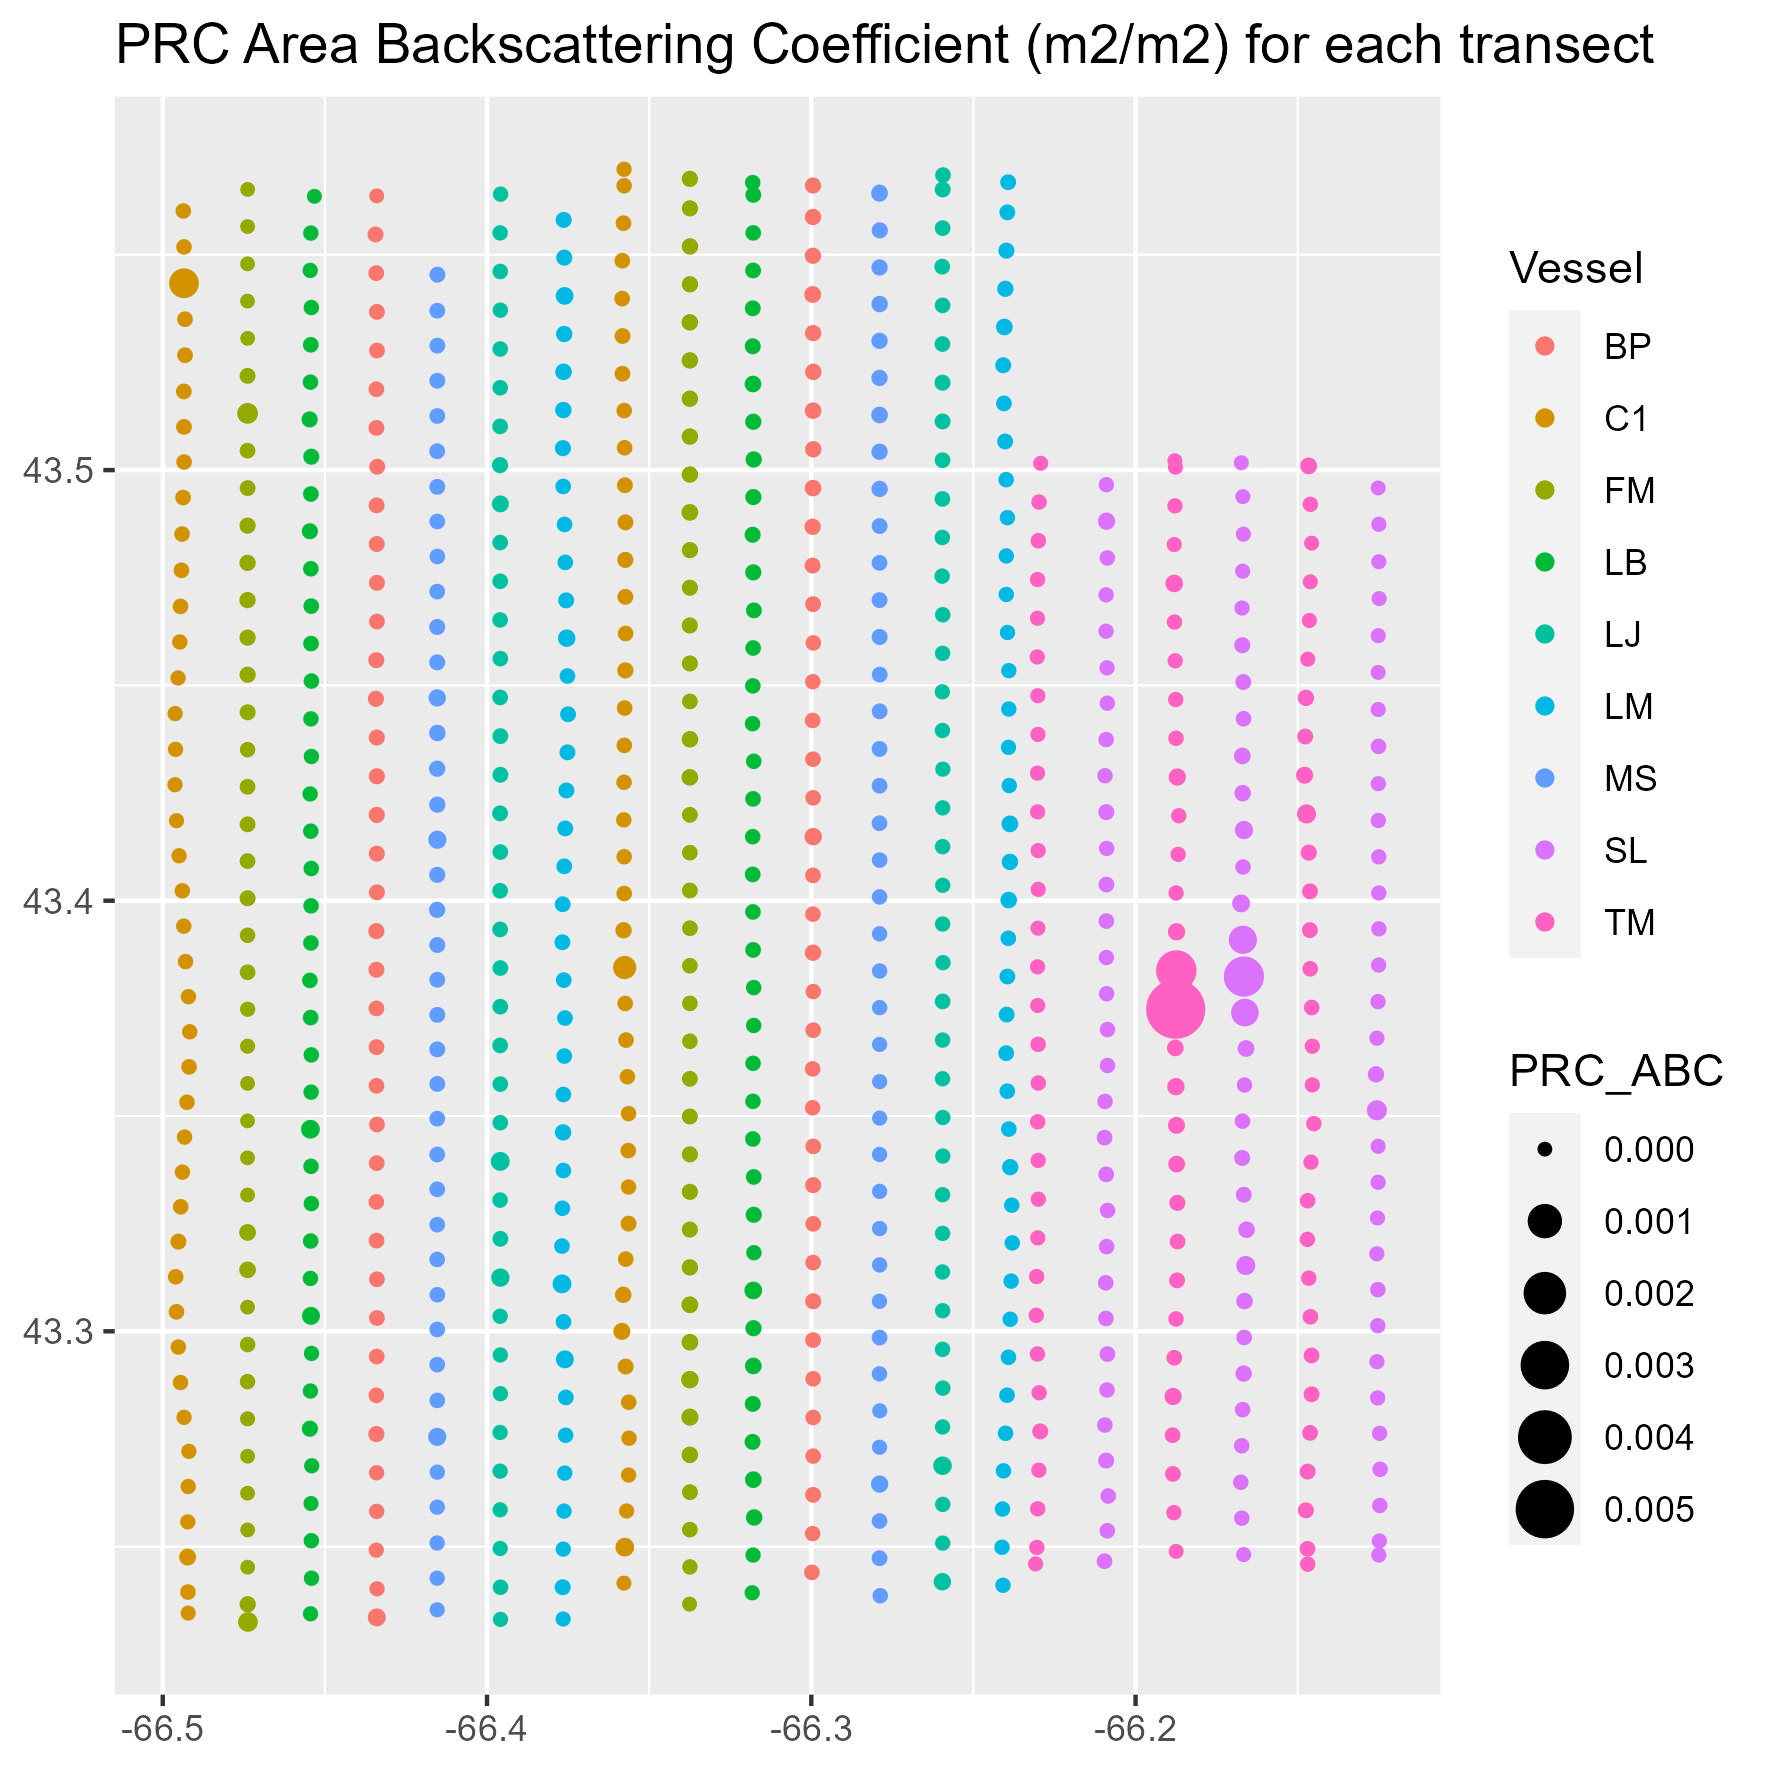 PRC Area Backscattering Coefficient (m2/m2) for each transect
43.5
43.4
43.3
-66.5
-66.4
-66.3
-66.2
Vessel
BP
C1
FM
LB
LJ
LM
MS
SL
TM
PRC_ABC
0.000
0.001
0.002
0.003
0.004
0.005